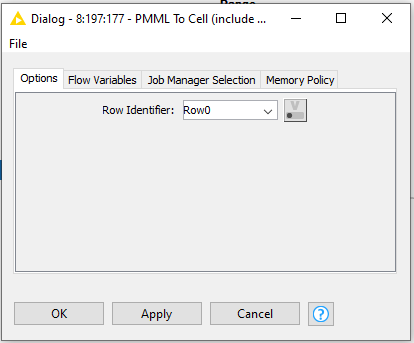 Dialog - 8:197:177 - PMML To Cell (include ...
File
Options Flow Variables Job Manager Selection Memory Policy
Row Identifier: Row0
V
OK Apply Cancel ?